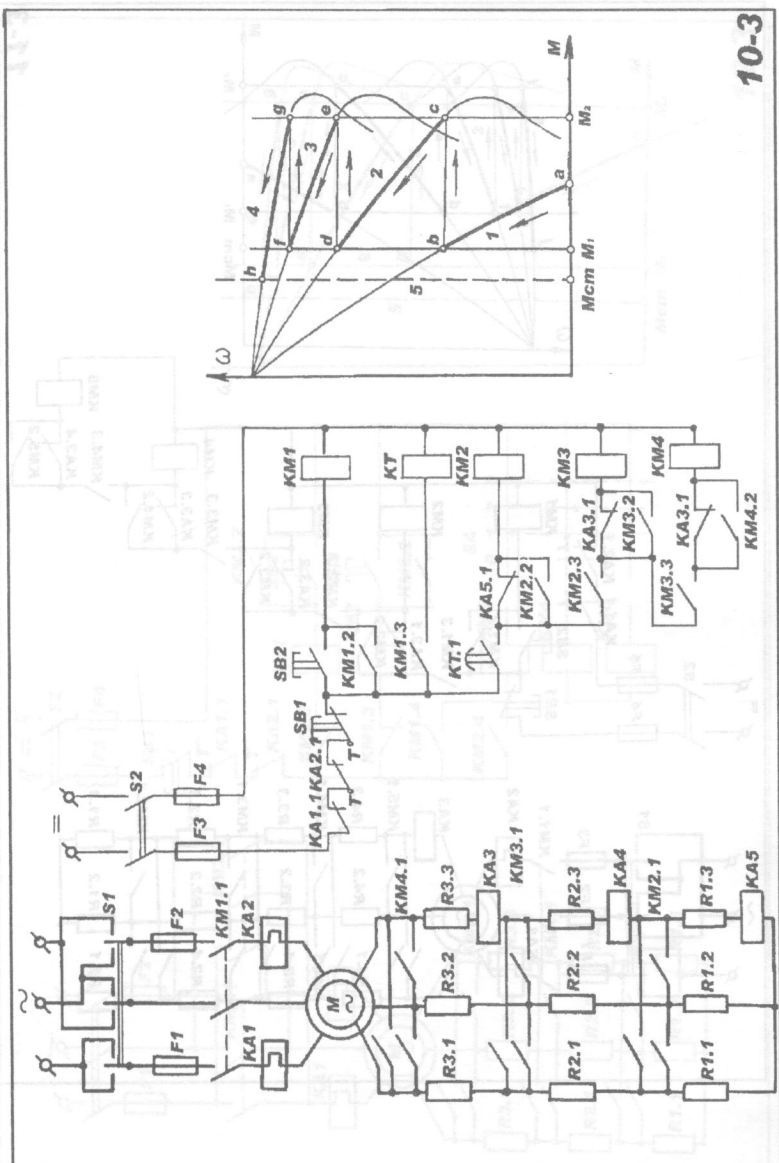 10-3
~
S1
F1
F2
KM1.1
KA1
KA2
M
~
KM4.1
R3.1
R3.2
R3.3
KA3
KM3.1
R2.1
R2.2
R2.3
KA4
KM2.1
R1.1
R1.2
R1.3
KA5
=
S2
F3
F4
KA1.1
KA2.1
T°
T°
SB1
SB2
KM1.2
KM1
KM1.3
KT
KT.1
KA5.1
KM2.2
KM2
KM2.3
KA3.1
KM3.2
KM3
KM3.3
KA3.1
KM4.2
KM4
ω
M
Mcm
M₁
M₂
h
f
d
b
a
g
e
c
4
3
2
1
5